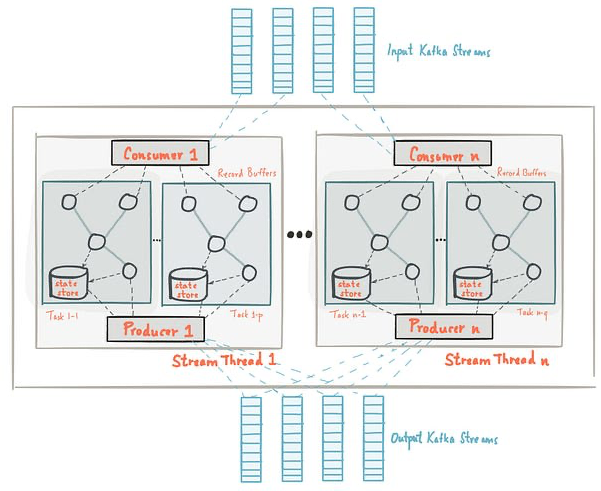 Input Kafka Streams
Consumer 1
Consumer n
Record Buffers
Record Buffers
...
...
...
state
store
state
store
state
store
state
store
Task 1-1
Task 1-p
Task n-1
Task n-q
Producer 1
Producer n
Stream Thread 1
Stream Thread n
Output Kafka Streams